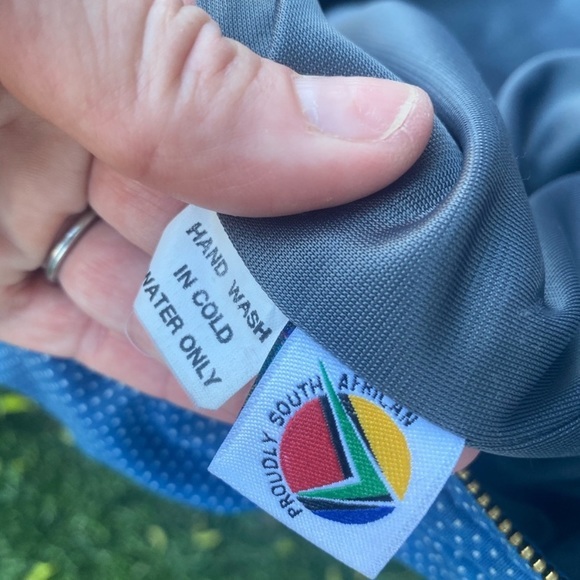 HAND WASH
IN COLD
WATER ONLY
PROUDLY SOUTH AFRICAN